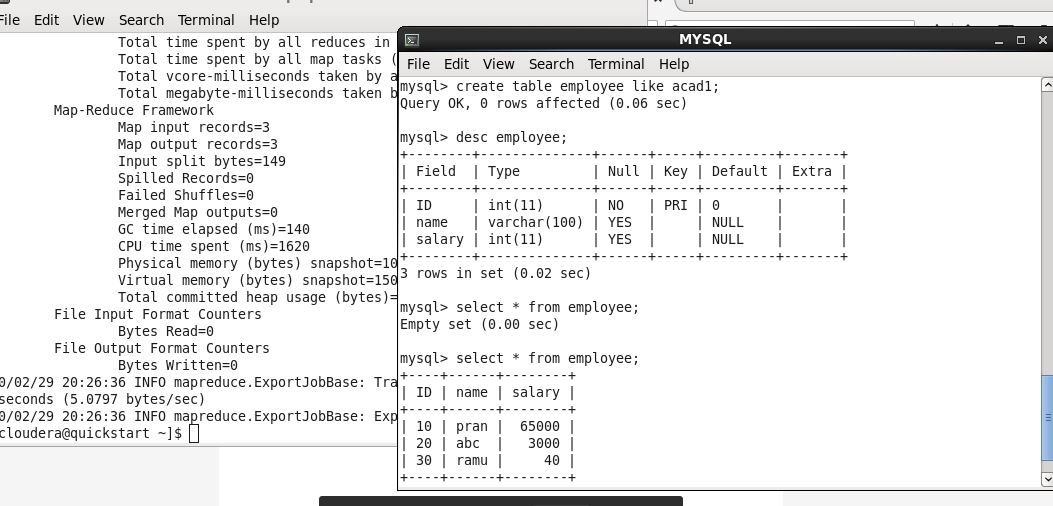 File Edit View Search Terminal Help
Total time spent by all reduces in
Total time spent by all map tasks (
Total vcore-milliseconds taken by a
Total megabyte-milliseconds taken b
Map-Reduce Framework
Map input records=3
Map output records=3
Input split bytes=149
Spilled Records=0
Failed Shuffles=0
Merged Map outputs=0
GC time elapsed (ms)=140
CPU time spent (ms)=1620
Physical memory (bytes) snapshot=10
Virtual memory (bytes) snapshot=150
Total committed heap usage (bytes)=
File Input Format Counters
Bytes Read=0
File Output Format Counters
Bytes Written=0
0/02/29 20:26:36 INFO mapreduce.ExportJobBase: Tra
seconds (5.0797 bytes/sec)
0/02/29 20:26:36 INFO mapreduce.ExportJobBase: Exp
cloudera@quickstart ~]$
MYSQL
File Edit View Search Terminal Help
mysql> create table employee like acad1;
Query OK, 0 rows affected (0.06 sec)
mysql> desc employee;
+--------+--------------+------+-----+---------+-------+
| Field  | Type         | Null | Key | Default | Extra |
+--------+--------------+------+-----+---------+-------+
| ID     | int(11)      | NO   | PRI | 0       |       |
| name   | varchar(100) | YES  |     | NULL    |       |
| salary | int(11)      | YES  |     | NULL    |       |
+--------+--------------+------+-----+---------+-------+
3 rows in set (0.02 sec)
mysql> select * from employee;
Empty set (0.00 sec)
mysql> select * from employee;
+----+------+--------+
| ID | name | salary |
+----+------+--------+
| 10 | pran |  65000 |
| 20 | abc  |   3000 |
| 30 | ramu |     40 |
+----+------+--------+